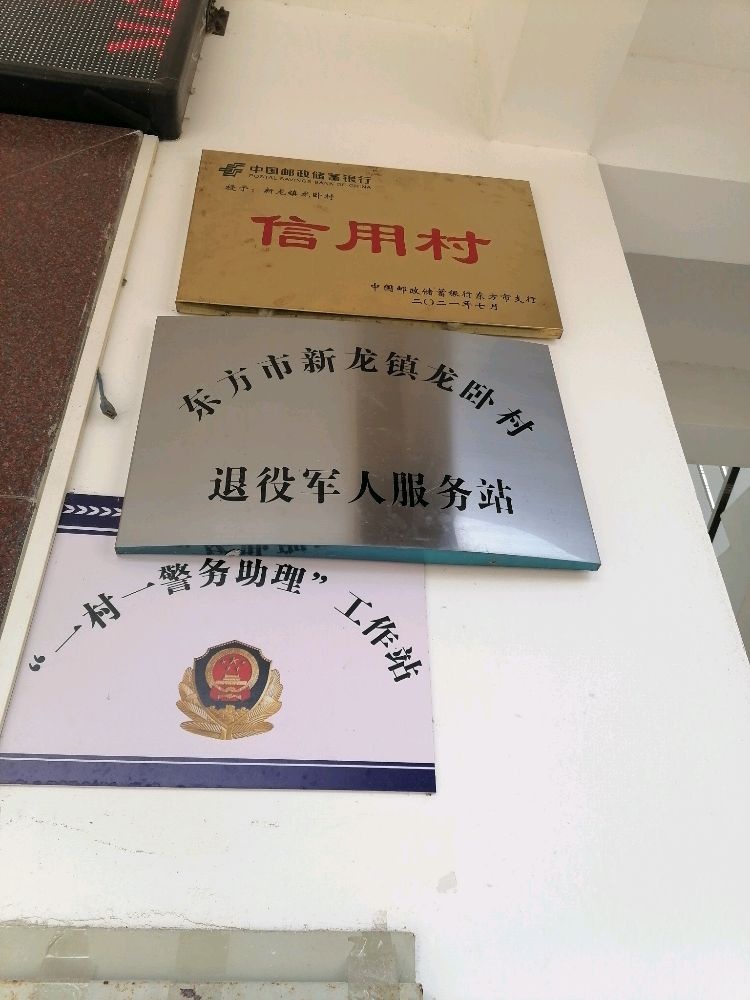 中国邮政储蓄银行
POSTAL SAVINGS BANK OF CHINA
授予：新龙镇龙卧村
信用村
中国邮政储蓄银行东方市支行
二〇二一年七月
东方市新龙镇龙卧村
退役军人服务站
“一村一警务助理”工作站